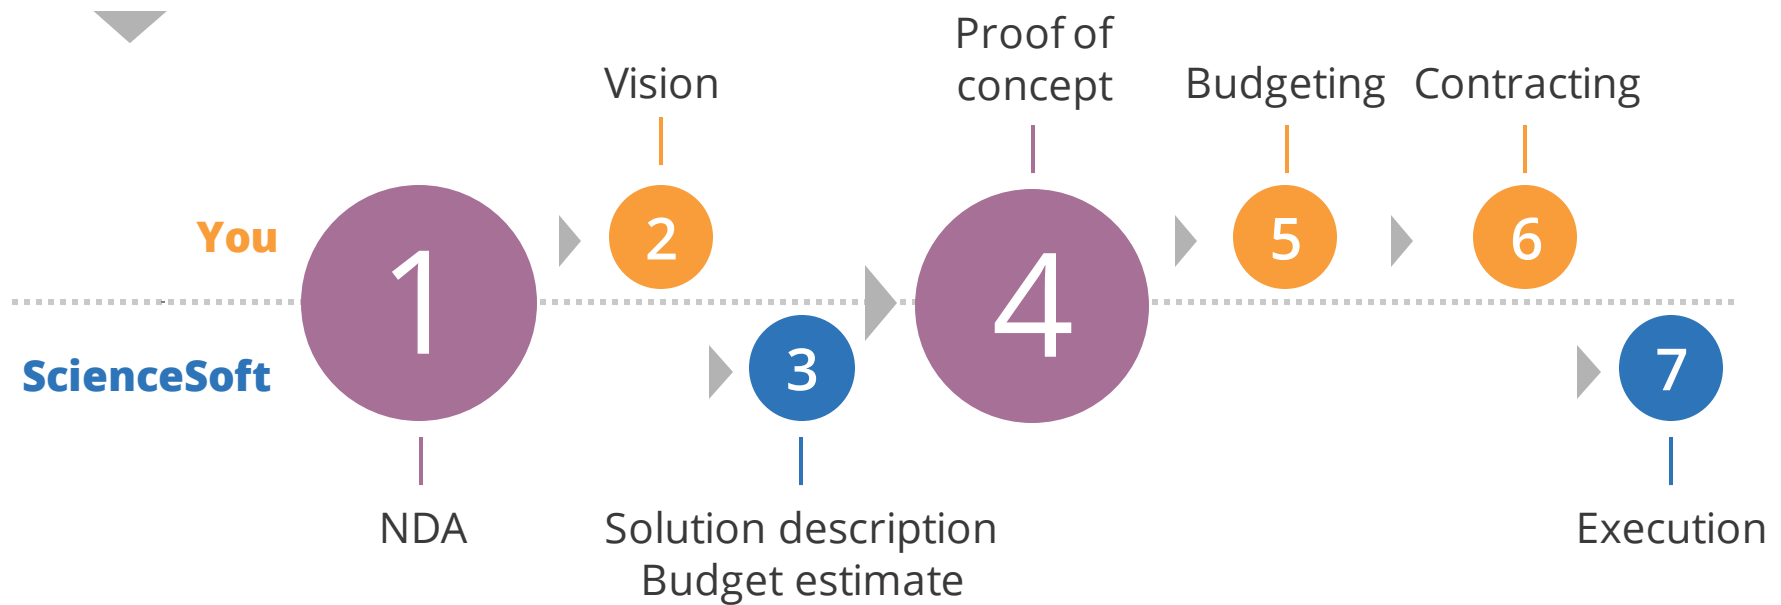 Proof of
concept
Vision
Budgeting
Contracting
You
1
2
5
6
4
ScienceSoft
3
7
NDA
Solution description
Budget estimate
Execution